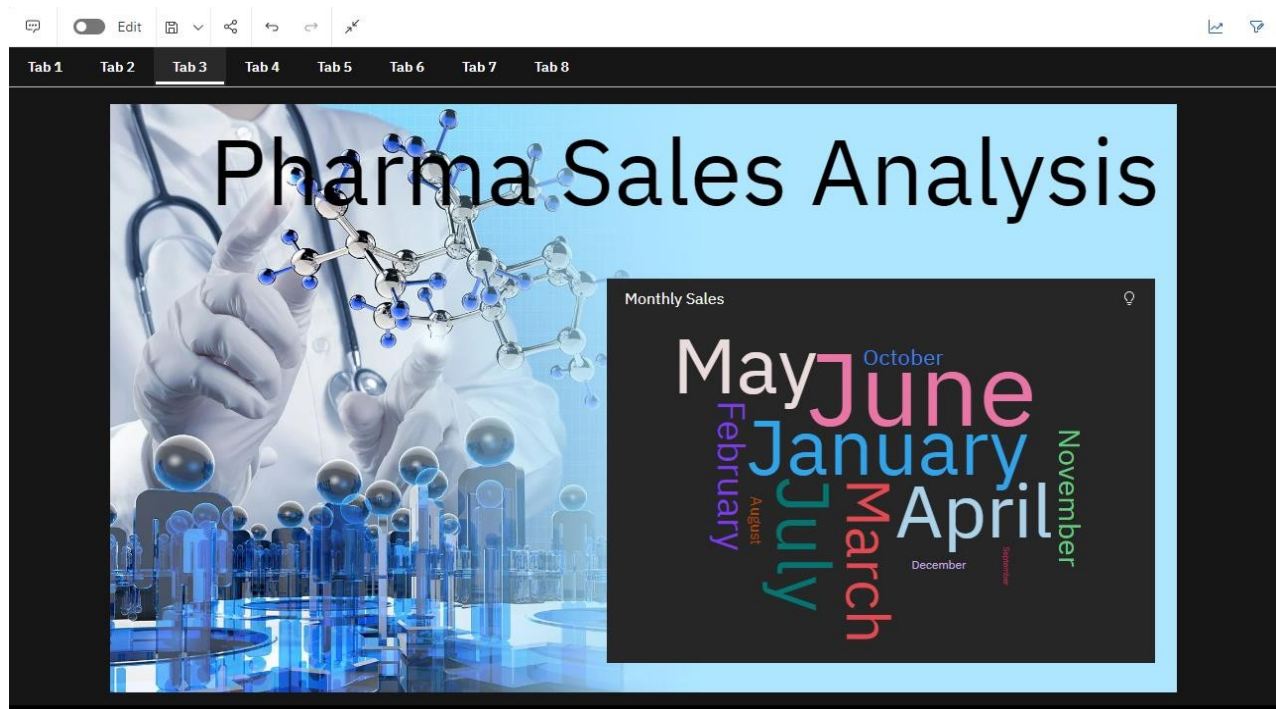 Edit
Tab 1 Tab 2 Tab 3 Tab 4 Tab 5 Tab 6 Tab 7 Tab 8
Pharma Sales Analysis
Monthly Sales
May
October
June
February
January
November
August
July
March
April
December
September